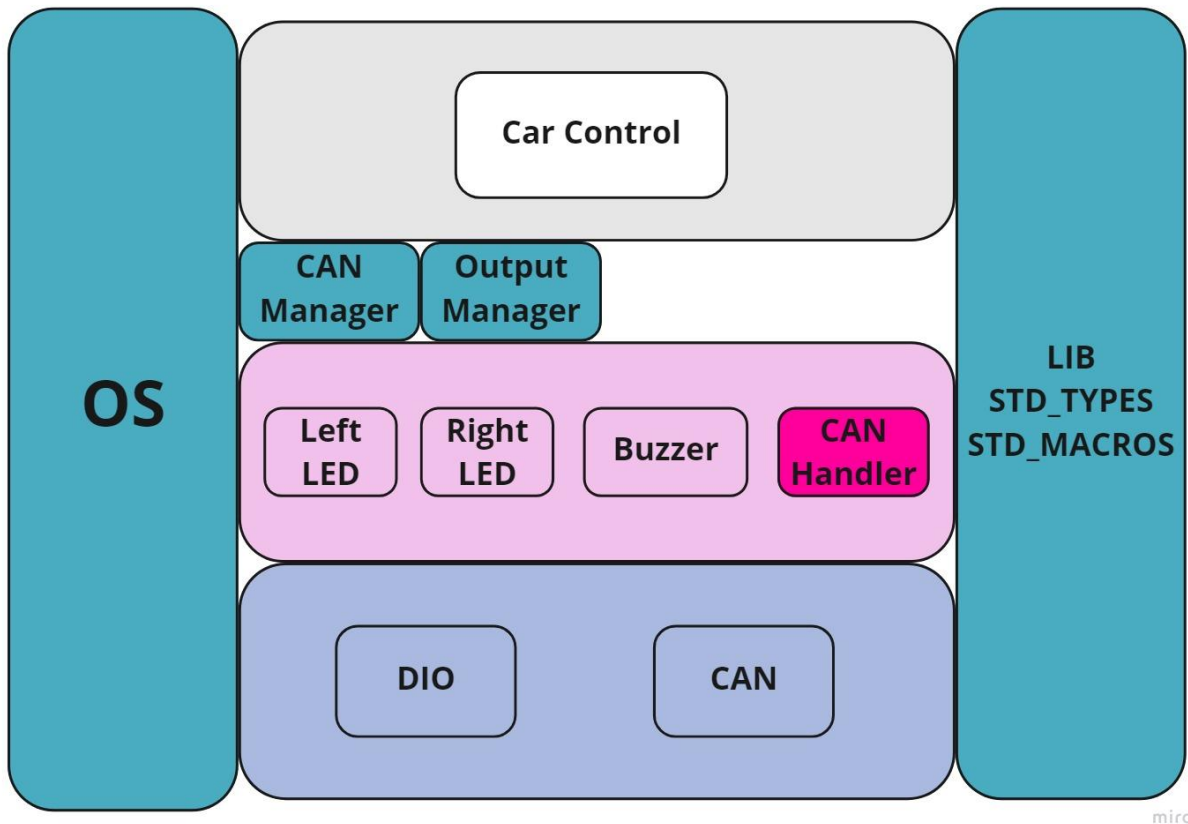 Car Control
CAN
Manager
Output
Manager
OS
LIB
STD_TYPES
STD_MACROS
Left
LED
Right
LED
Buzzer
CAN
Handler
DIO
CAN